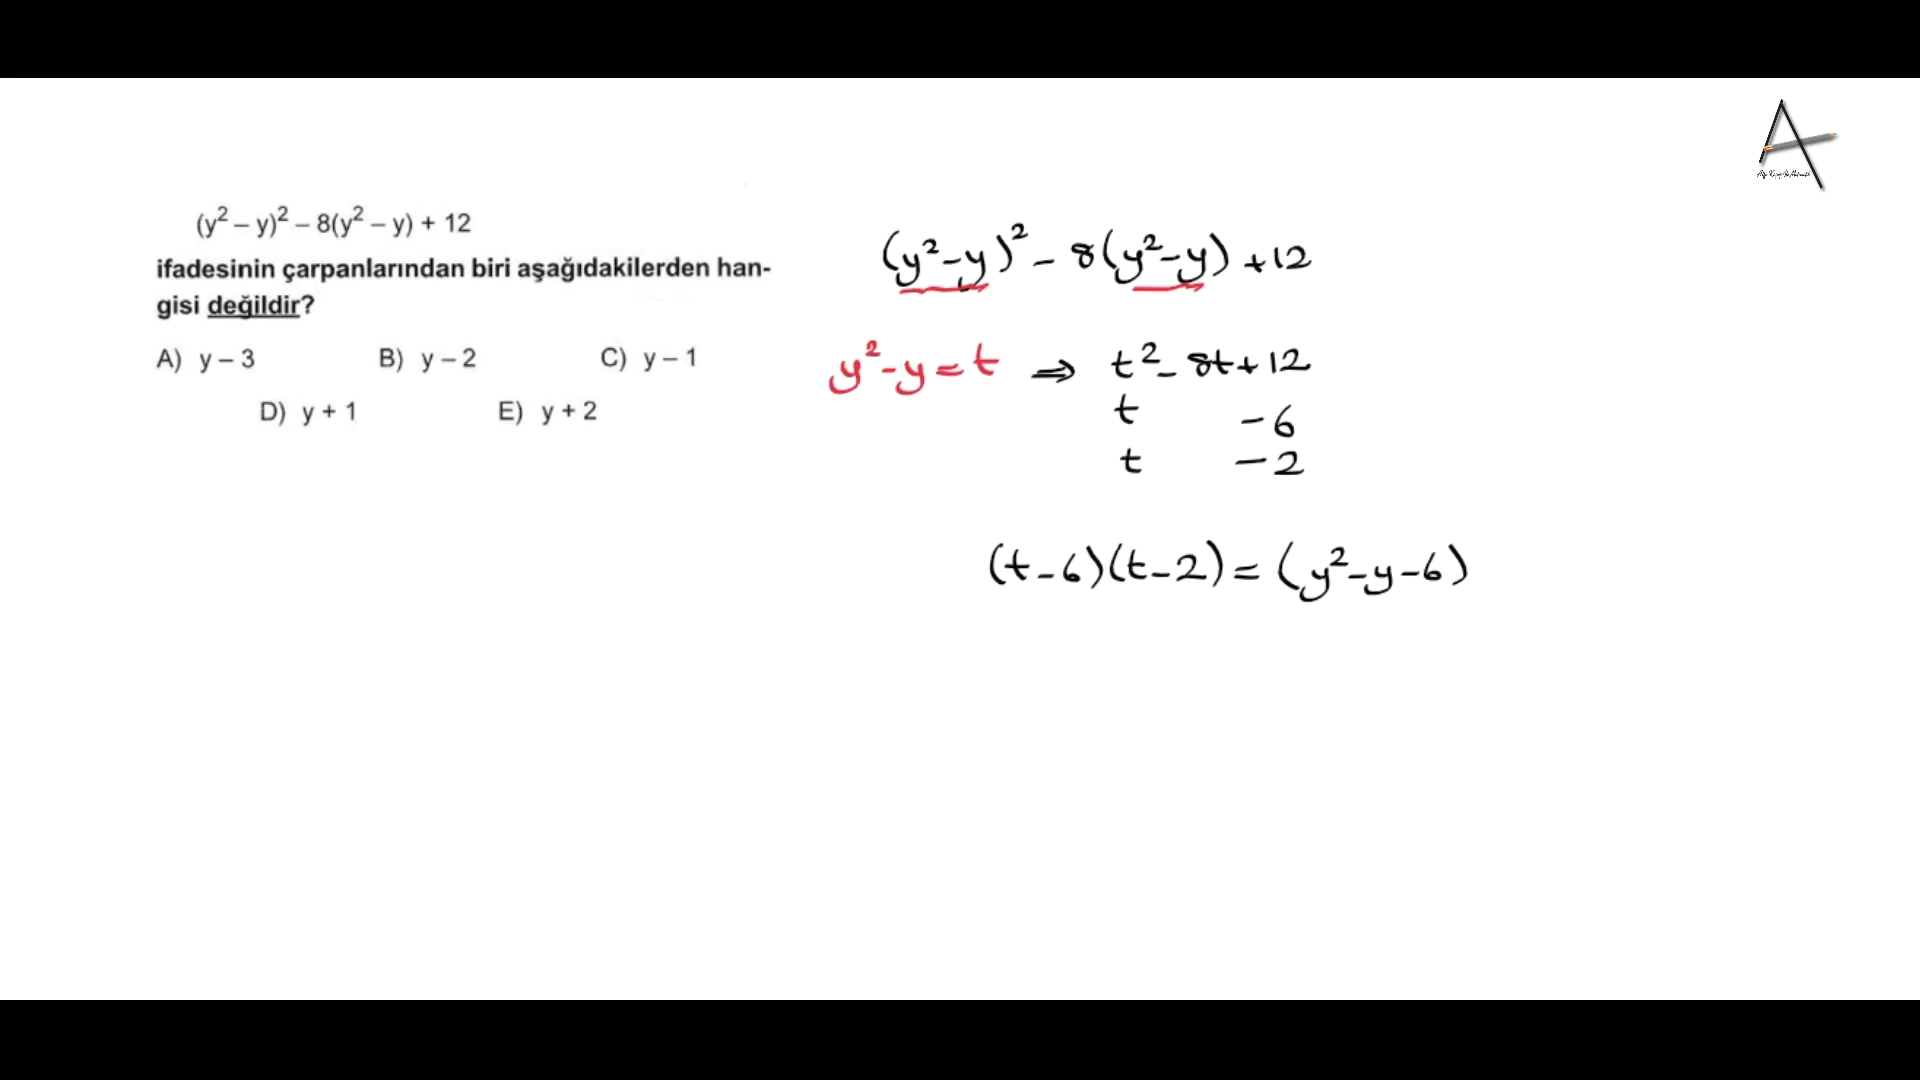 (y² – y)² – 8(y² – y) + 12
ifadesinin çarpanlarından biri aşağıdakilerden han-
gisi değildir?
A) y – 3 B) y – 2 C) y – 1
D) y + 1 E) y + 2
(y²-y)² - 8(y²-y) +12
y²-y=t ⇒ t²-8t+12
t -6
t -2
(t-6)(t-2) = (y²-y-6)